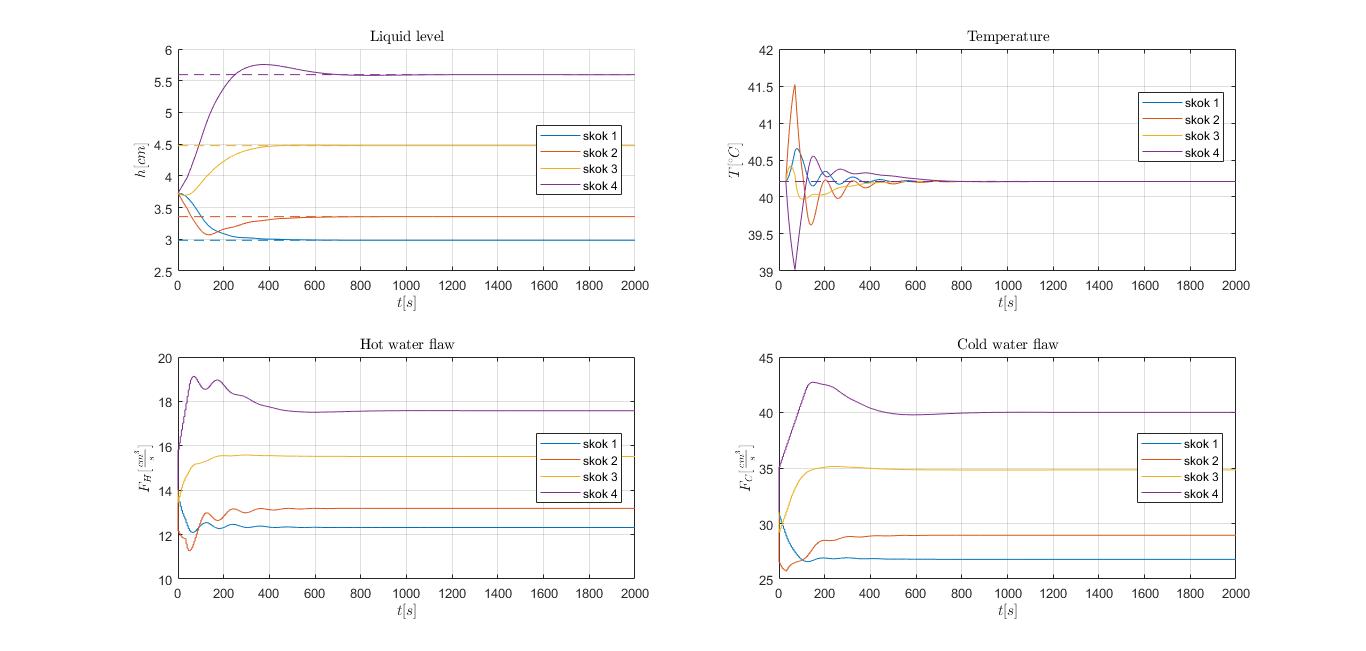 Liquid level
6
5.5
5
4.5
4
3.5
3
2.5
h[cm]
skok 1
skok 2
skok 3
skok 4
0 200 400 600 800 1000 1200 1400 1600 1800 2000
t[s]
Temperature
42
41.5
41
40.5
40
39.5
39
T[°C]
skok 1
skok 2
skok 3
skok 4
0 200 400 600 800 1000 1200 1400 1600 1800 2000
t[s]
Hot water flaw
20
18
16
14
12
10
F_H[\frac{cm^3}{s}]
skok 1
skok 2
skok 3
skok 4
0 200 400 600 800 1000 1200 1400 1600 1800 2000
t[s]
Cold water flaw
45
40
35
30
25
F_C[\frac{cm^3}{s}]
skok 1
skok 2
skok 3
skok 4
0 200 400 600 800 1000 1200 1400 1600 1800 2000
t[s]